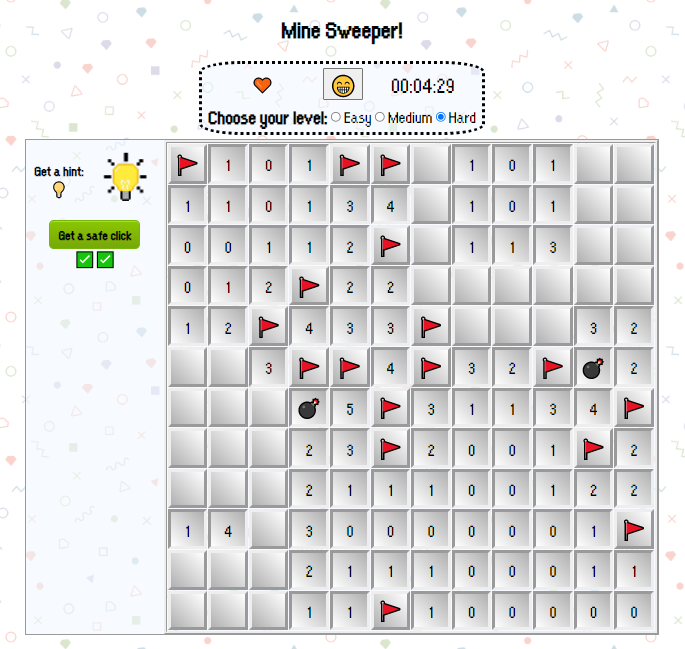 Mine Sweeper!
00:04:29
Choose your level: Easy Medium Hard
Get a hint:
Get a safe click
1 0 1 1 0 1
1 1 0 1 3 4 1 0 1
0 0 1 1 2 1 1 3
0 1 2 2 2
1 2 4 3 3 3 2
3 4 3 2 2
5 3 1 1 3 4
2 3 2 0 0 1 2
2 1 1 1 0 0 1 2 2
1 4 3 0 0 0 0 0 0 1
2 1 1 1 0 0 0 1 1
1 1 1 0 0 0 0 0